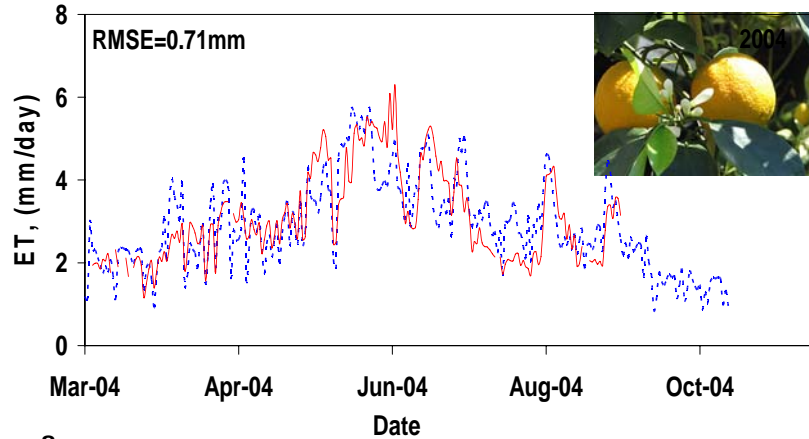 8
RMSE=0.71mm
2004
6
4
2
0
ET, (mm/day)
Mar-04
Apr-04
Jun-04
Aug-04
Oct-04
Date